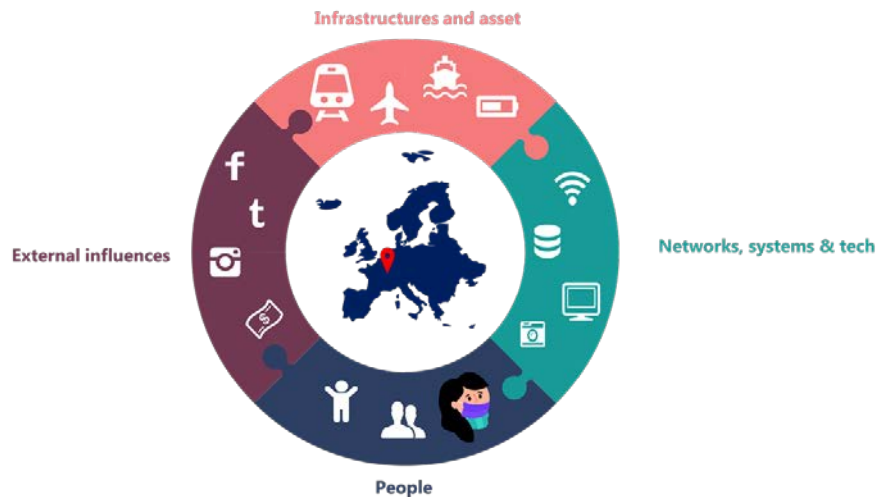 Infrastructures and asset
f
t
External influences
Networks, systems & tech
$
People